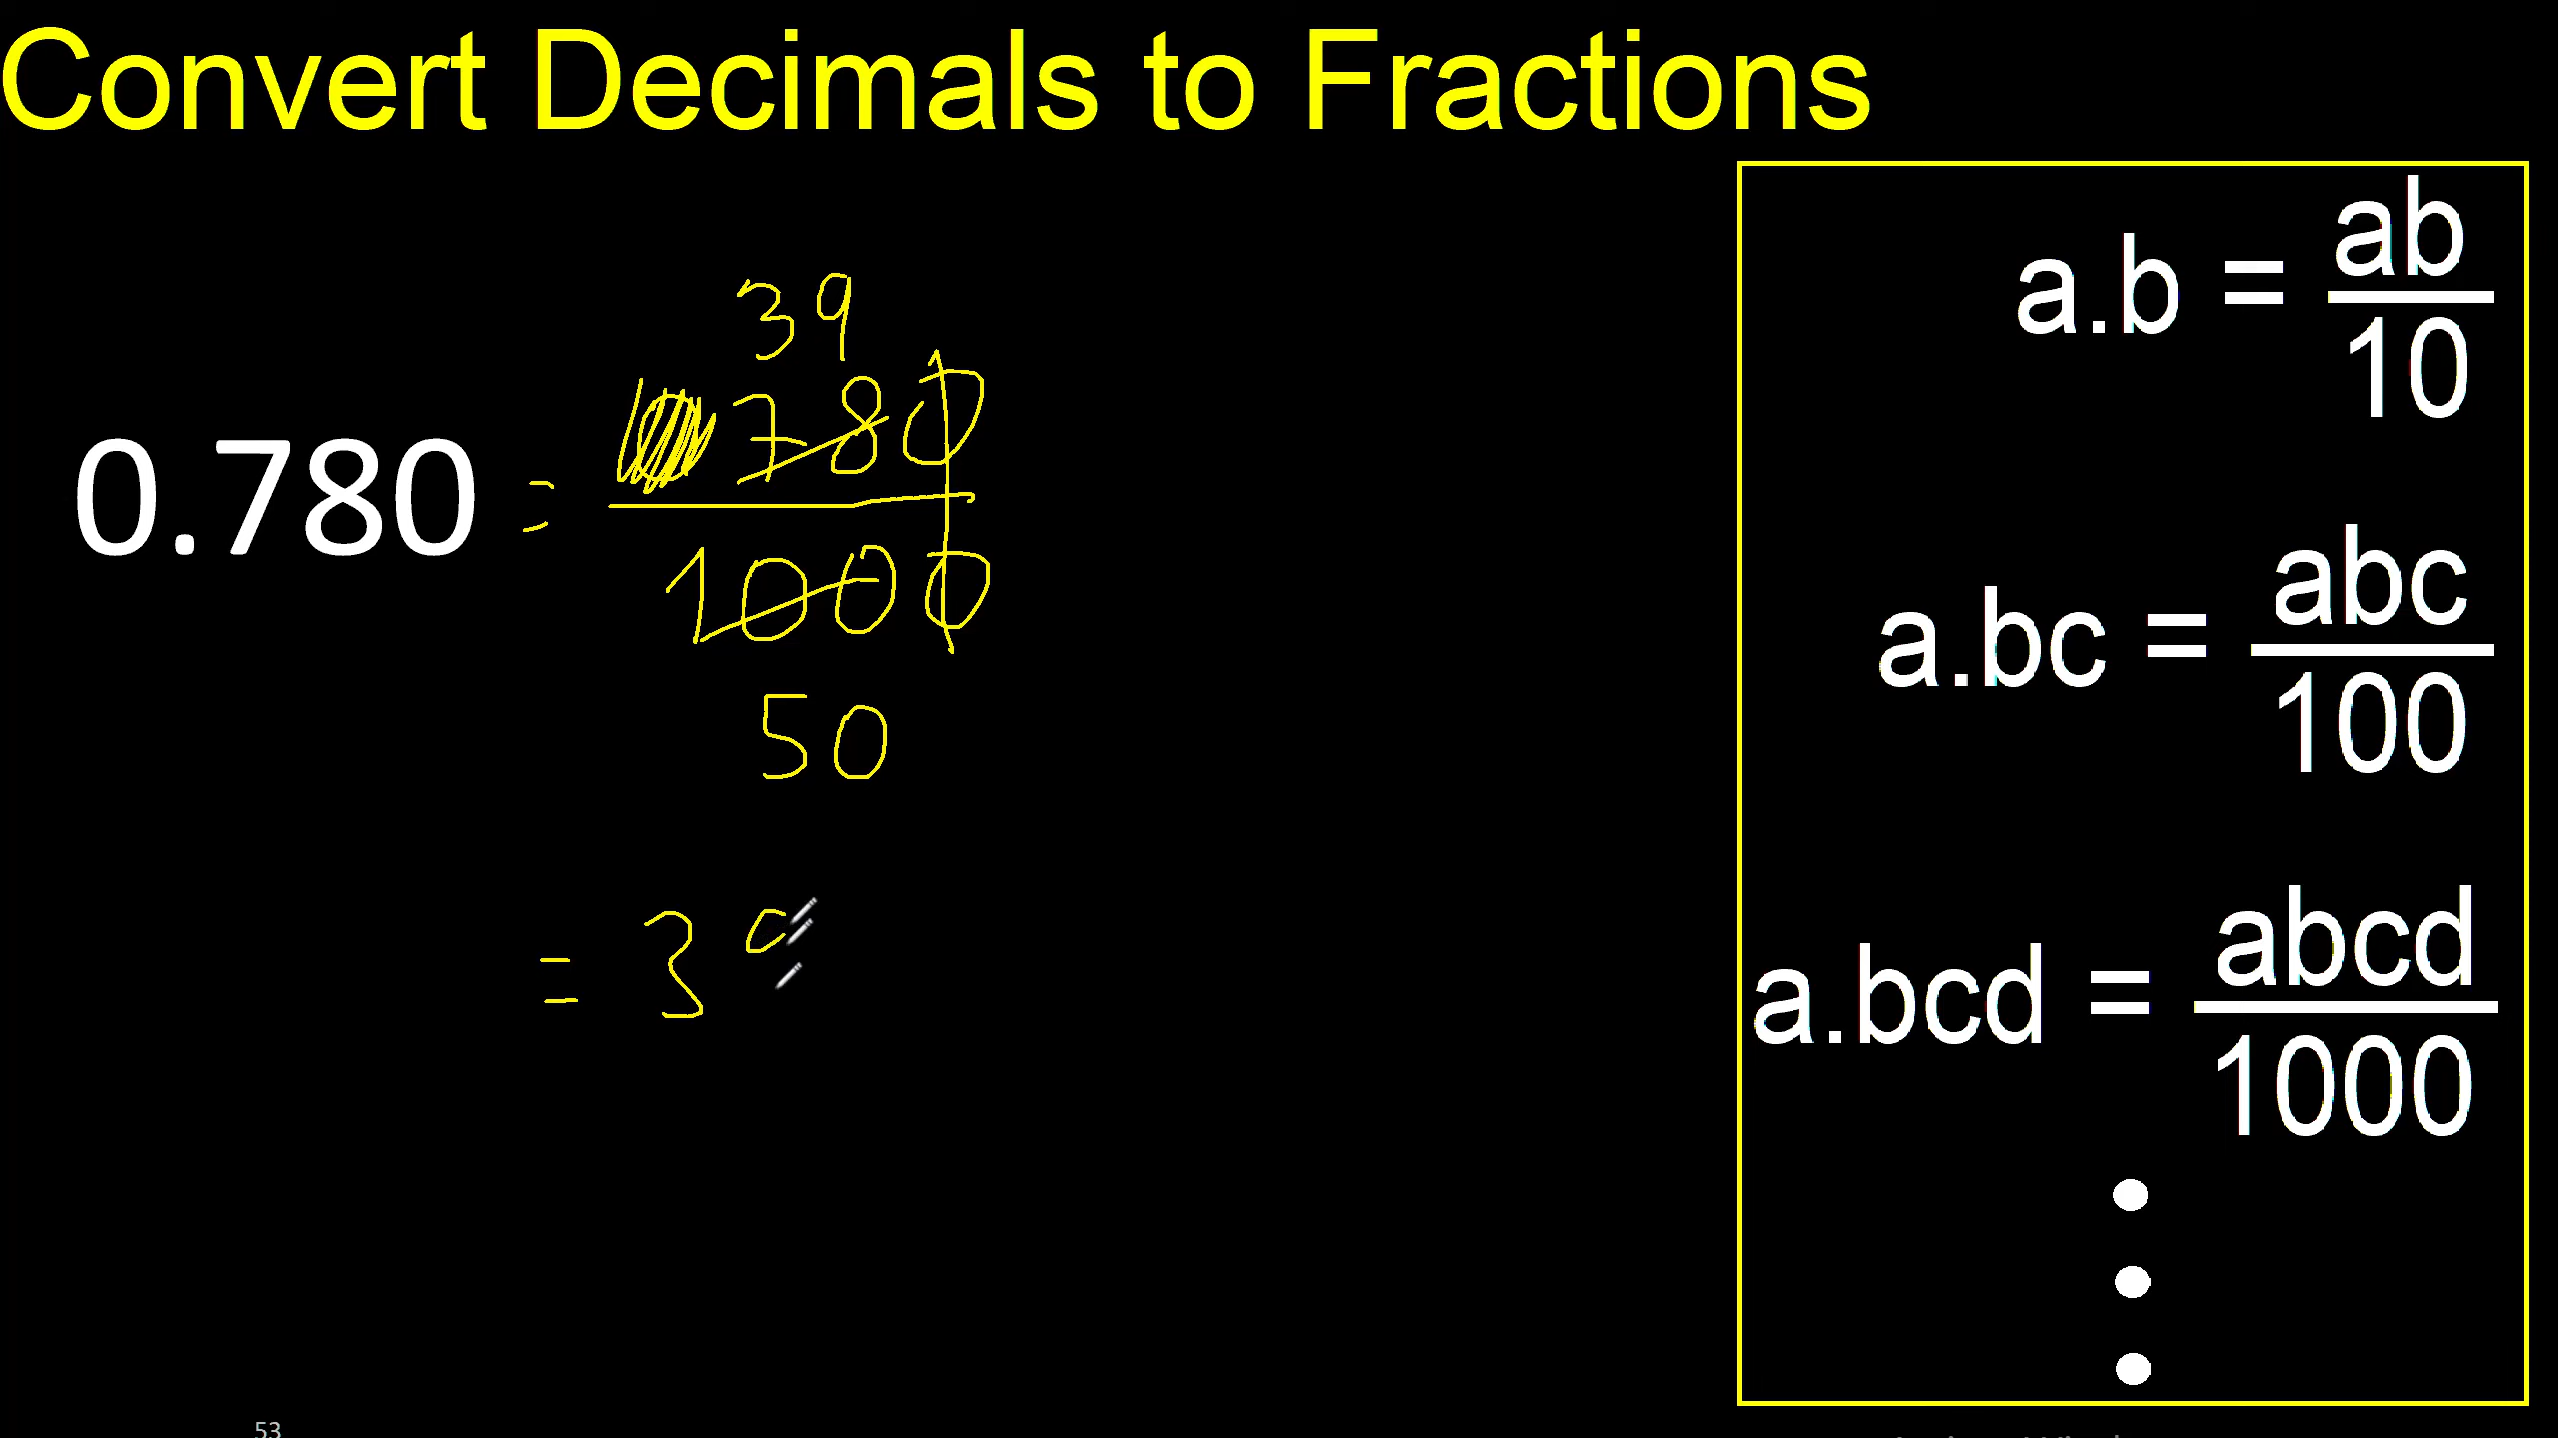 Convert Decimals to Fractions
39
0.780 = 780
1000
50
= 3
a.b = ab
10
a.bc = abc
100
a.bcd = abcd
1000
53